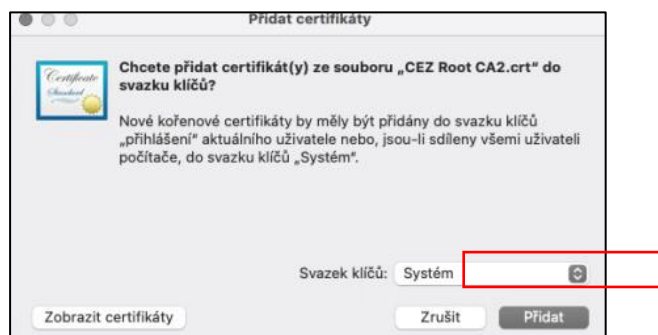 Přidat certifikáty
Certificate
Standard
Chcete přidat certifikát(y) ze souboru „CEZ Root CA2.crt“ do
svazku klíčů?
Nové kořenové certifikáty by měly být přidány do svazku klíčů
„přihlášení“ aktuálního uživatele nebo, jsou-li sdíleny všemi uživateli
počítače, do svazku klíčů „Systém“.
Svazek klíčů: Systém
Zobrazit certifikáty Zrušit Přidat